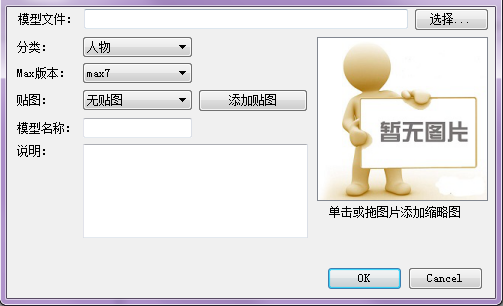 模型文件: 选择...
分类: 人物
Max版本: max7
贴图: 无贴图 添加贴图
模型名称:
说明:
暂无图片
单击或拖图片添加缩略图
OK Cancel